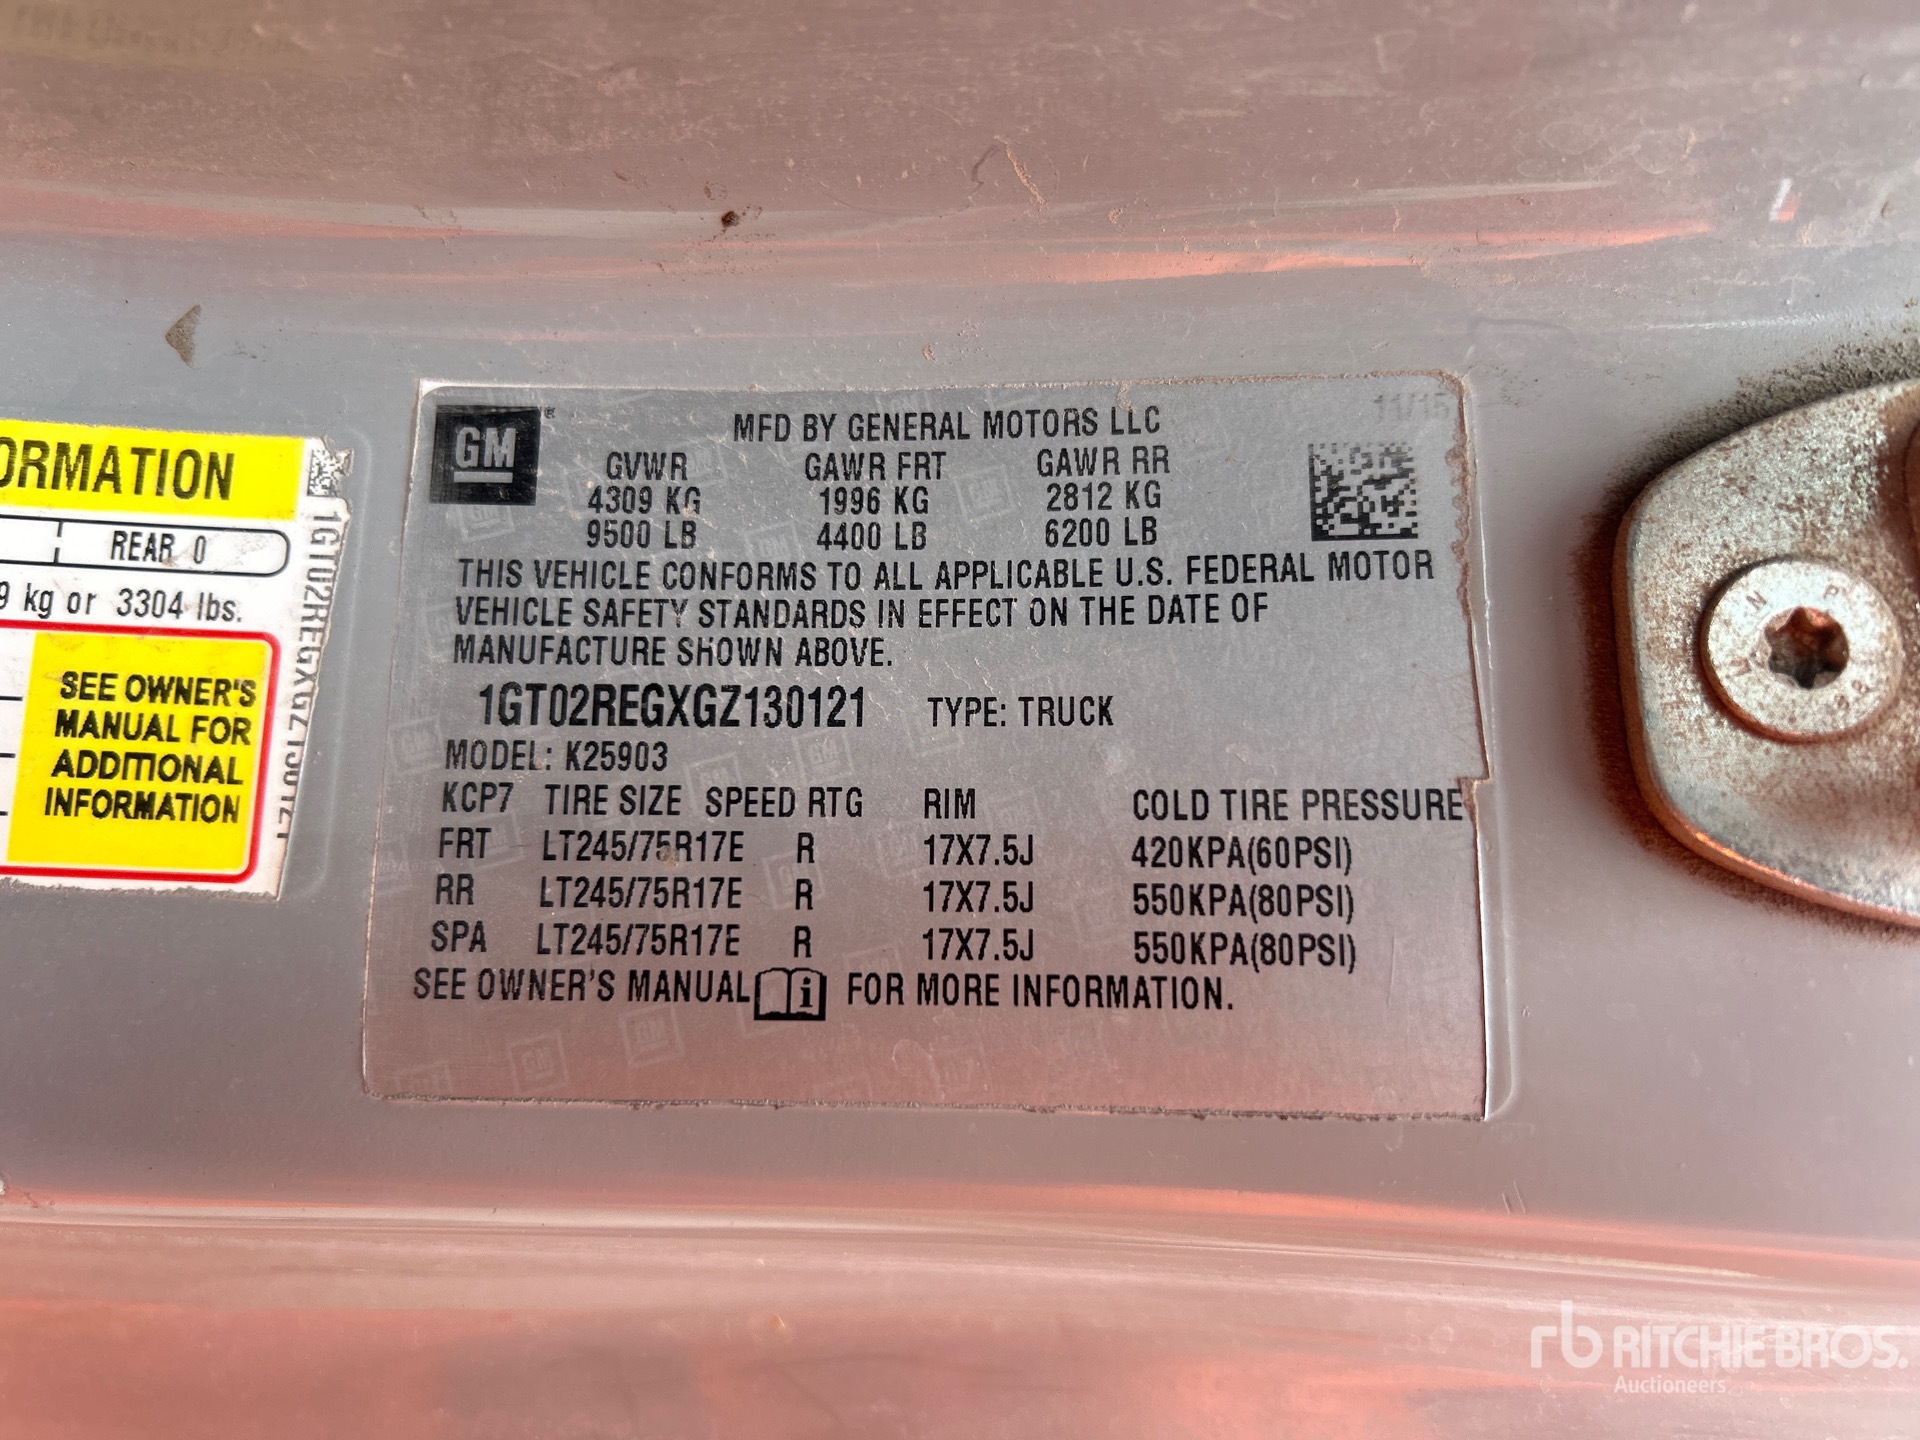 ORMATION
REAR 0
9 kg or 3304 lbs.
SEE OWNER'S
MANUAL FOR
ADDITIONAL
INFORMATION
1GT02REGXGZ130121
GM
MFD BY GENERAL MOTORS LLC
11/15
GVWR GAWR FRT GAWR RR
4309 KG 1996 KG 2812 KG
9500 LB 4400 LB 6200 LB
THIS VEHICLE CONFORMS TO ALL APPLICABLE U.S. FEDERAL MOTOR
VEHICLE SAFETY STANDARDS IN EFFECT ON THE DATE OF
MANUFACTURE SHOWN ABOVE.
1GT02REGXGZ130121 TYPE: TRUCK
MODEL: K25903
KCP7 TIRE SIZE SPEED RTG RIM COLD TIRE PRESSURE
FRT LT245/75R17E R 17X7.5J 420KPA(60PSI)
RR LT245/75R17E R 17X7.5J 550KPA(80PSI)
SPA LT245/75R17E R 17X7.5J 550KPA(80PSI)
SEE OWNER'S MANUAL i FOR MORE INFORMATION.
rb RITCHIE BROS.
Auctioneers